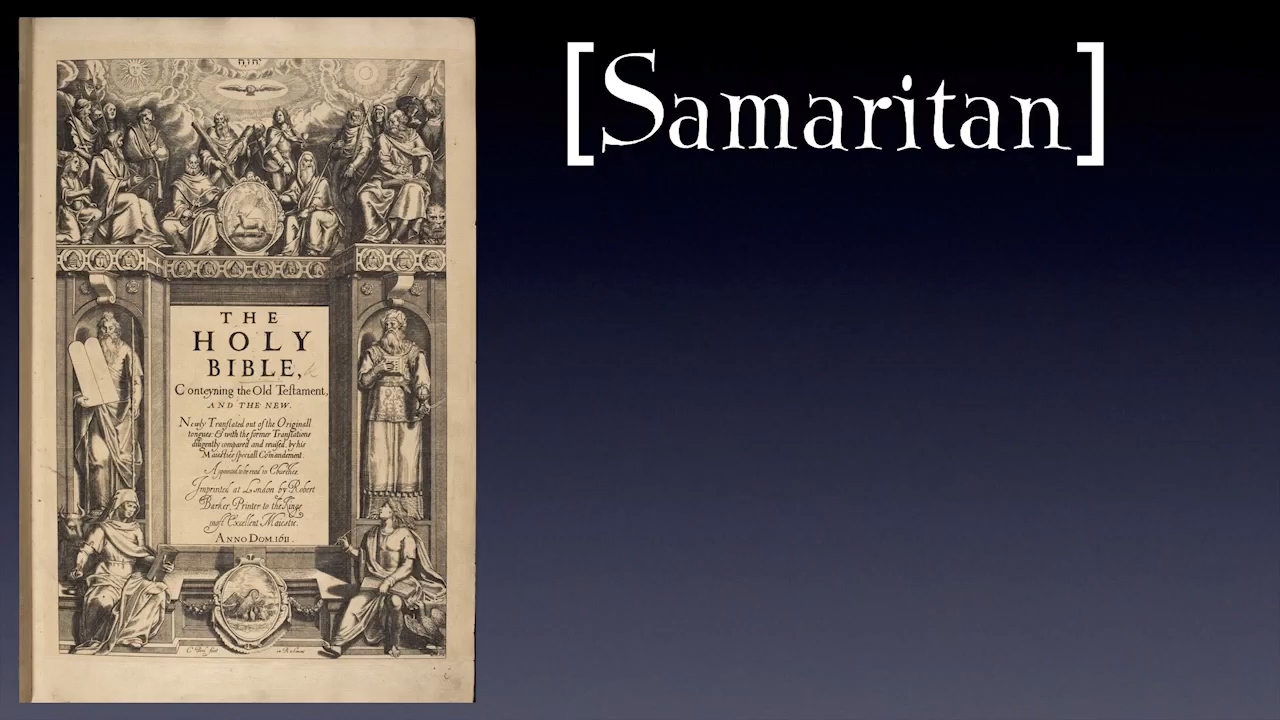 [Samaritan]
יהוה
THE
HOLY
BIBLE,
Conteyning the Old Testament,
AND THE NEW.
Newly Translated out of the Originall
tongues: & with the former Translations
diligently compared and reuised, by his
Maiesties speciall Comandement.
Appointed to be read in Churches.
Imprinted at London by Robert
Barker, Printer to the Kings
most Excellent Maiestie.
ANNO DOM. 1611.